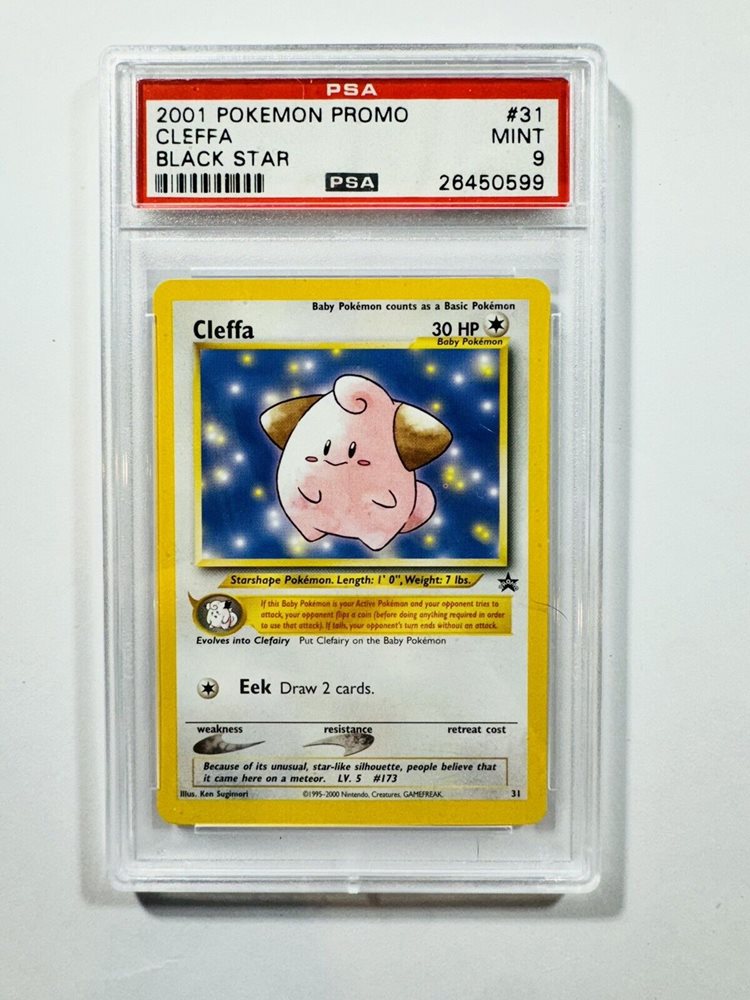 PSA
2001 POKEMON PROMO #31
CLEFFA MINT
BLACK STAR 9
PSA 26450599
Baby Pokémon counts as a Basic Pokémon
Cleffa 30 HP
Baby Pokémon
Starshape Pokémon. Length: 1' 0", Weight: 7 lbs.
If this Baby Pokémon is your Active Pokémon and your opponent tries to
attack, your opponent flips a coin (before doing anything required in order
to use that attack). If tails, your opponent's turn ends without an attack.
Evolves into Clefairy Put Clefairy on the Baby Pokémon
Eek Draw 2 cards.
weakness resistance retreat cost
Because of its unusual, star-like silhouette, people believe that
it came here on a meteor. LV. 5 #173
Illus. Ken Sugimori ©1995-2000 Nintendo, Creatures, GAMEFREAK. 31